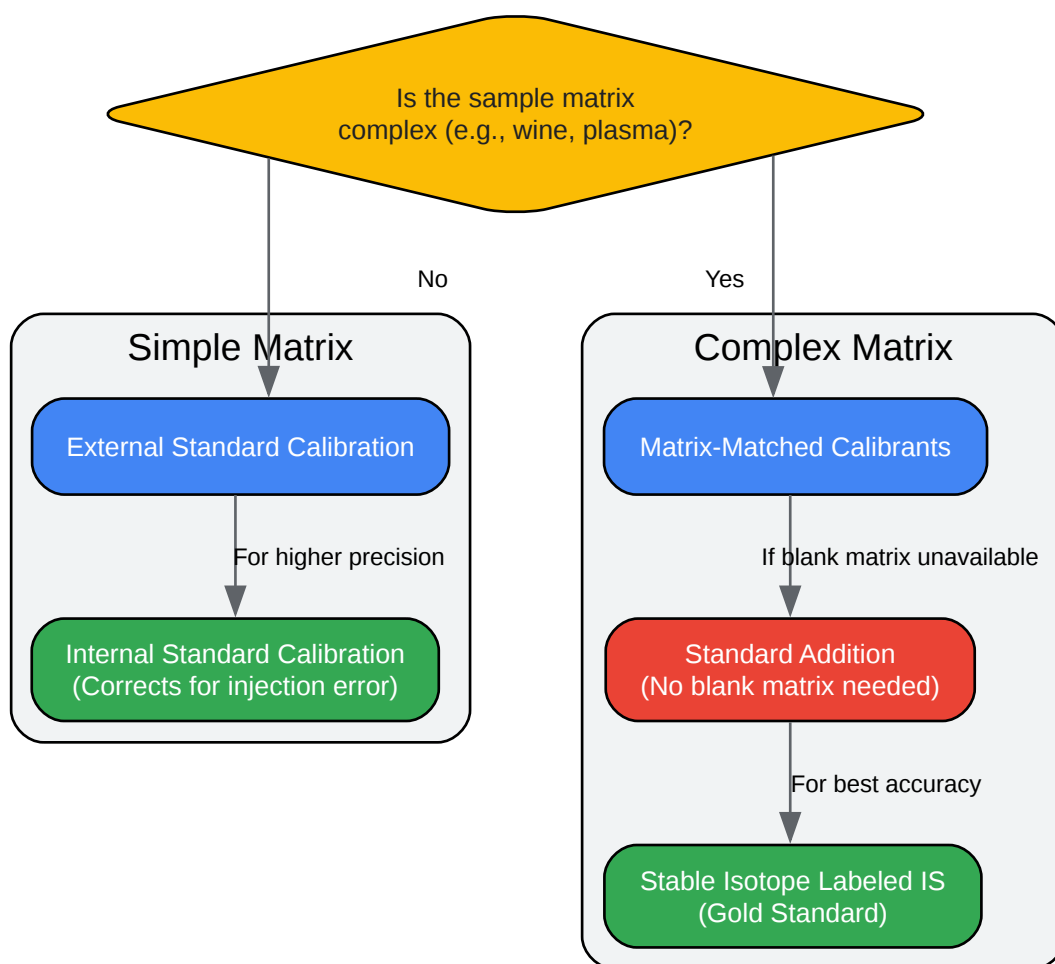 Is the sample matrix
complex (e.g., wine, plasma)?
No
Yes
Simple Matrix
External Standard Calibration
For higher precision
Internal Standard Calibration
(Corrects for injection error)
Complex Matrix
Matrix-Matched Calibrants
If blank matrix unavailable
Standard Addition
(No blank matrix needed)
For best accuracy
Stable Isotope Labeled IS
(Gold Standard)